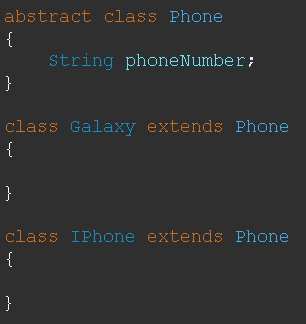 abstract class Phone
{
    String phoneNumber;
}
class Galaxy extends Phone
{
}
class IPhone extends Phone
{
}